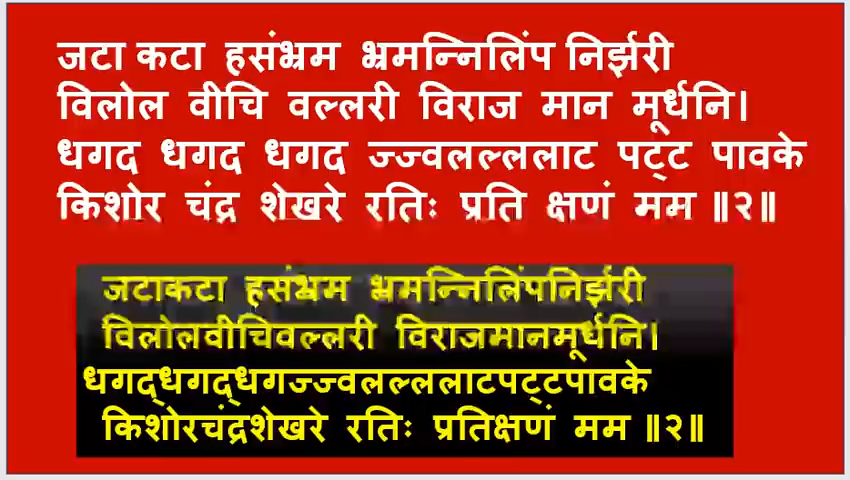 जटा कटा हसंभ्रम भ्रमन्निलिंप निर्झरी
विलोल वीचि वल्लरी विराज मान मूर्धनि।
धगद धगद धगद ज्ज्वलल्ललाट पट्ट पावके
किशोर चंद्र शेखरे रतिः प्रति क्षणं मम ॥२॥
जटाकटा हसंभ्रम भ्रमन्निलिंपनिर्झरी
विलोलवीचिवल्लरी विराजमानमूर्धनि।
धगद्धगद्धगज्ज्वलल्ललाटपट्टपावके
किशोरचंद्रशेखरे रतिः प्रतिक्षणं मम ॥२॥